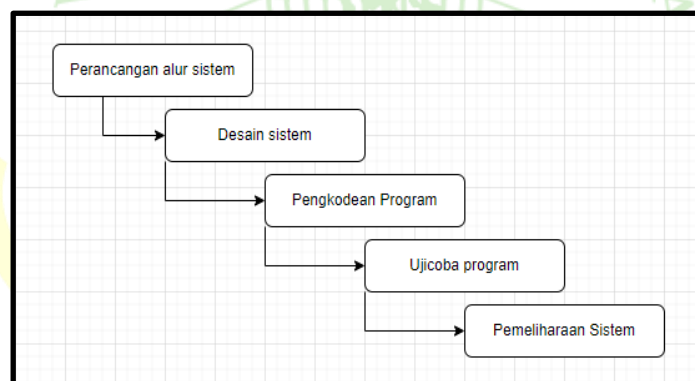 Perancangan alur sistem
Desain sistem
Pengkodean Program
Ujicoba program
Pemeliharaan Sistem